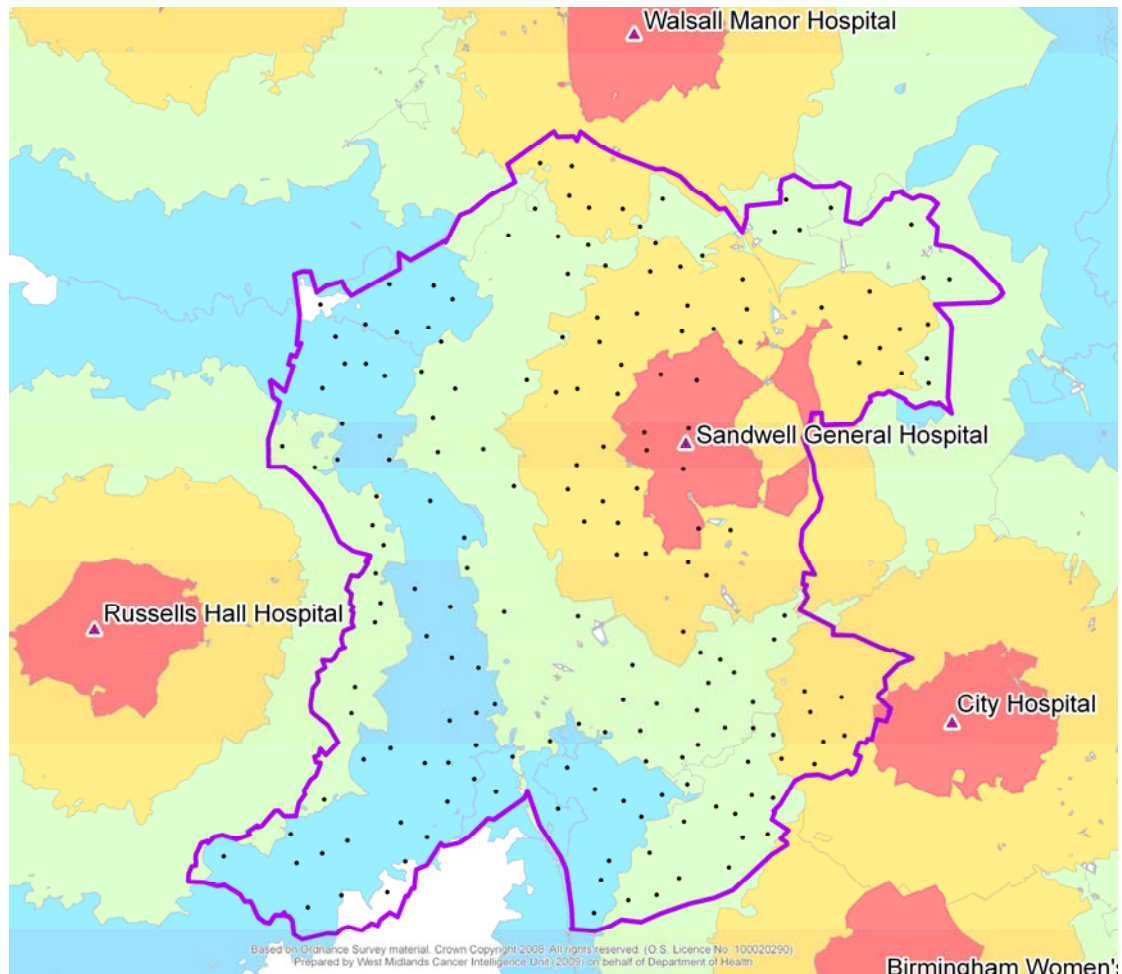 Walsall Manor Hospital
Sandwell General Hospital
Russells Hall Hospital
City Hospital
Based on Ordnance Survey material. Crown Copyright 2008. All rights reserved. (O.S. Licence No. 100020290)
Prepared by West Midlands Cancer Intelligence Unit (2009) on behalf of Department of Health
Birmingham Women's